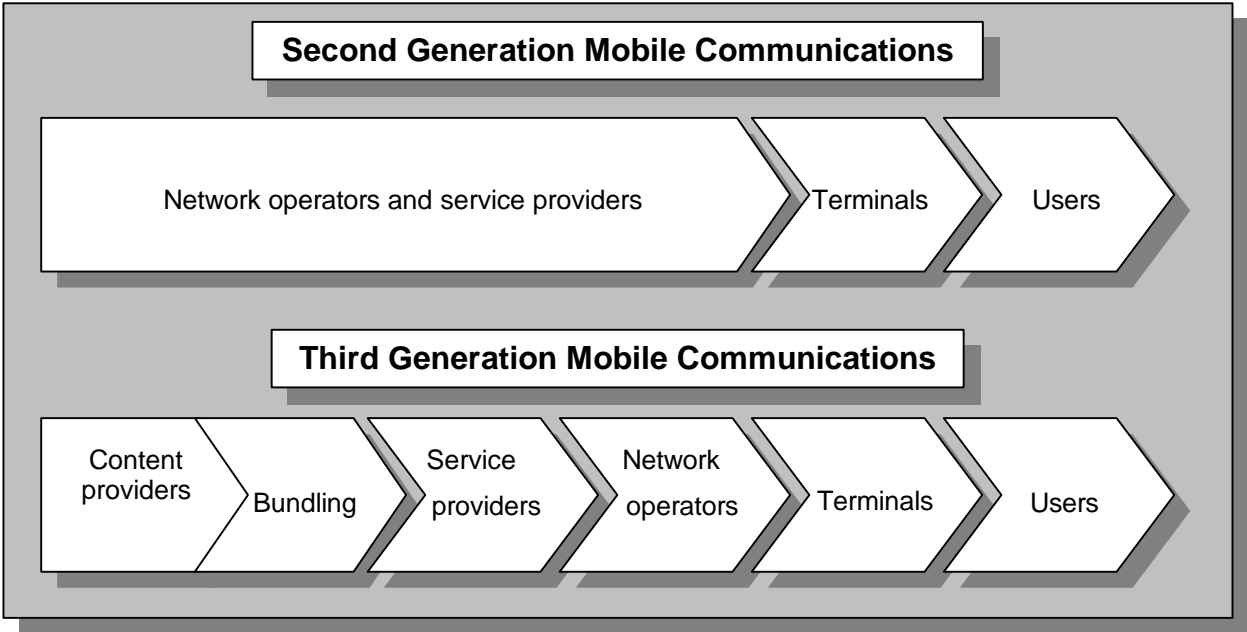 Second Generation Mobile Communications
Network operators and service providers
Terminals
Users
Third Generation Mobile Communications
Content
providers
Bundling
Service
providers
Network
operators
Terminals
Users